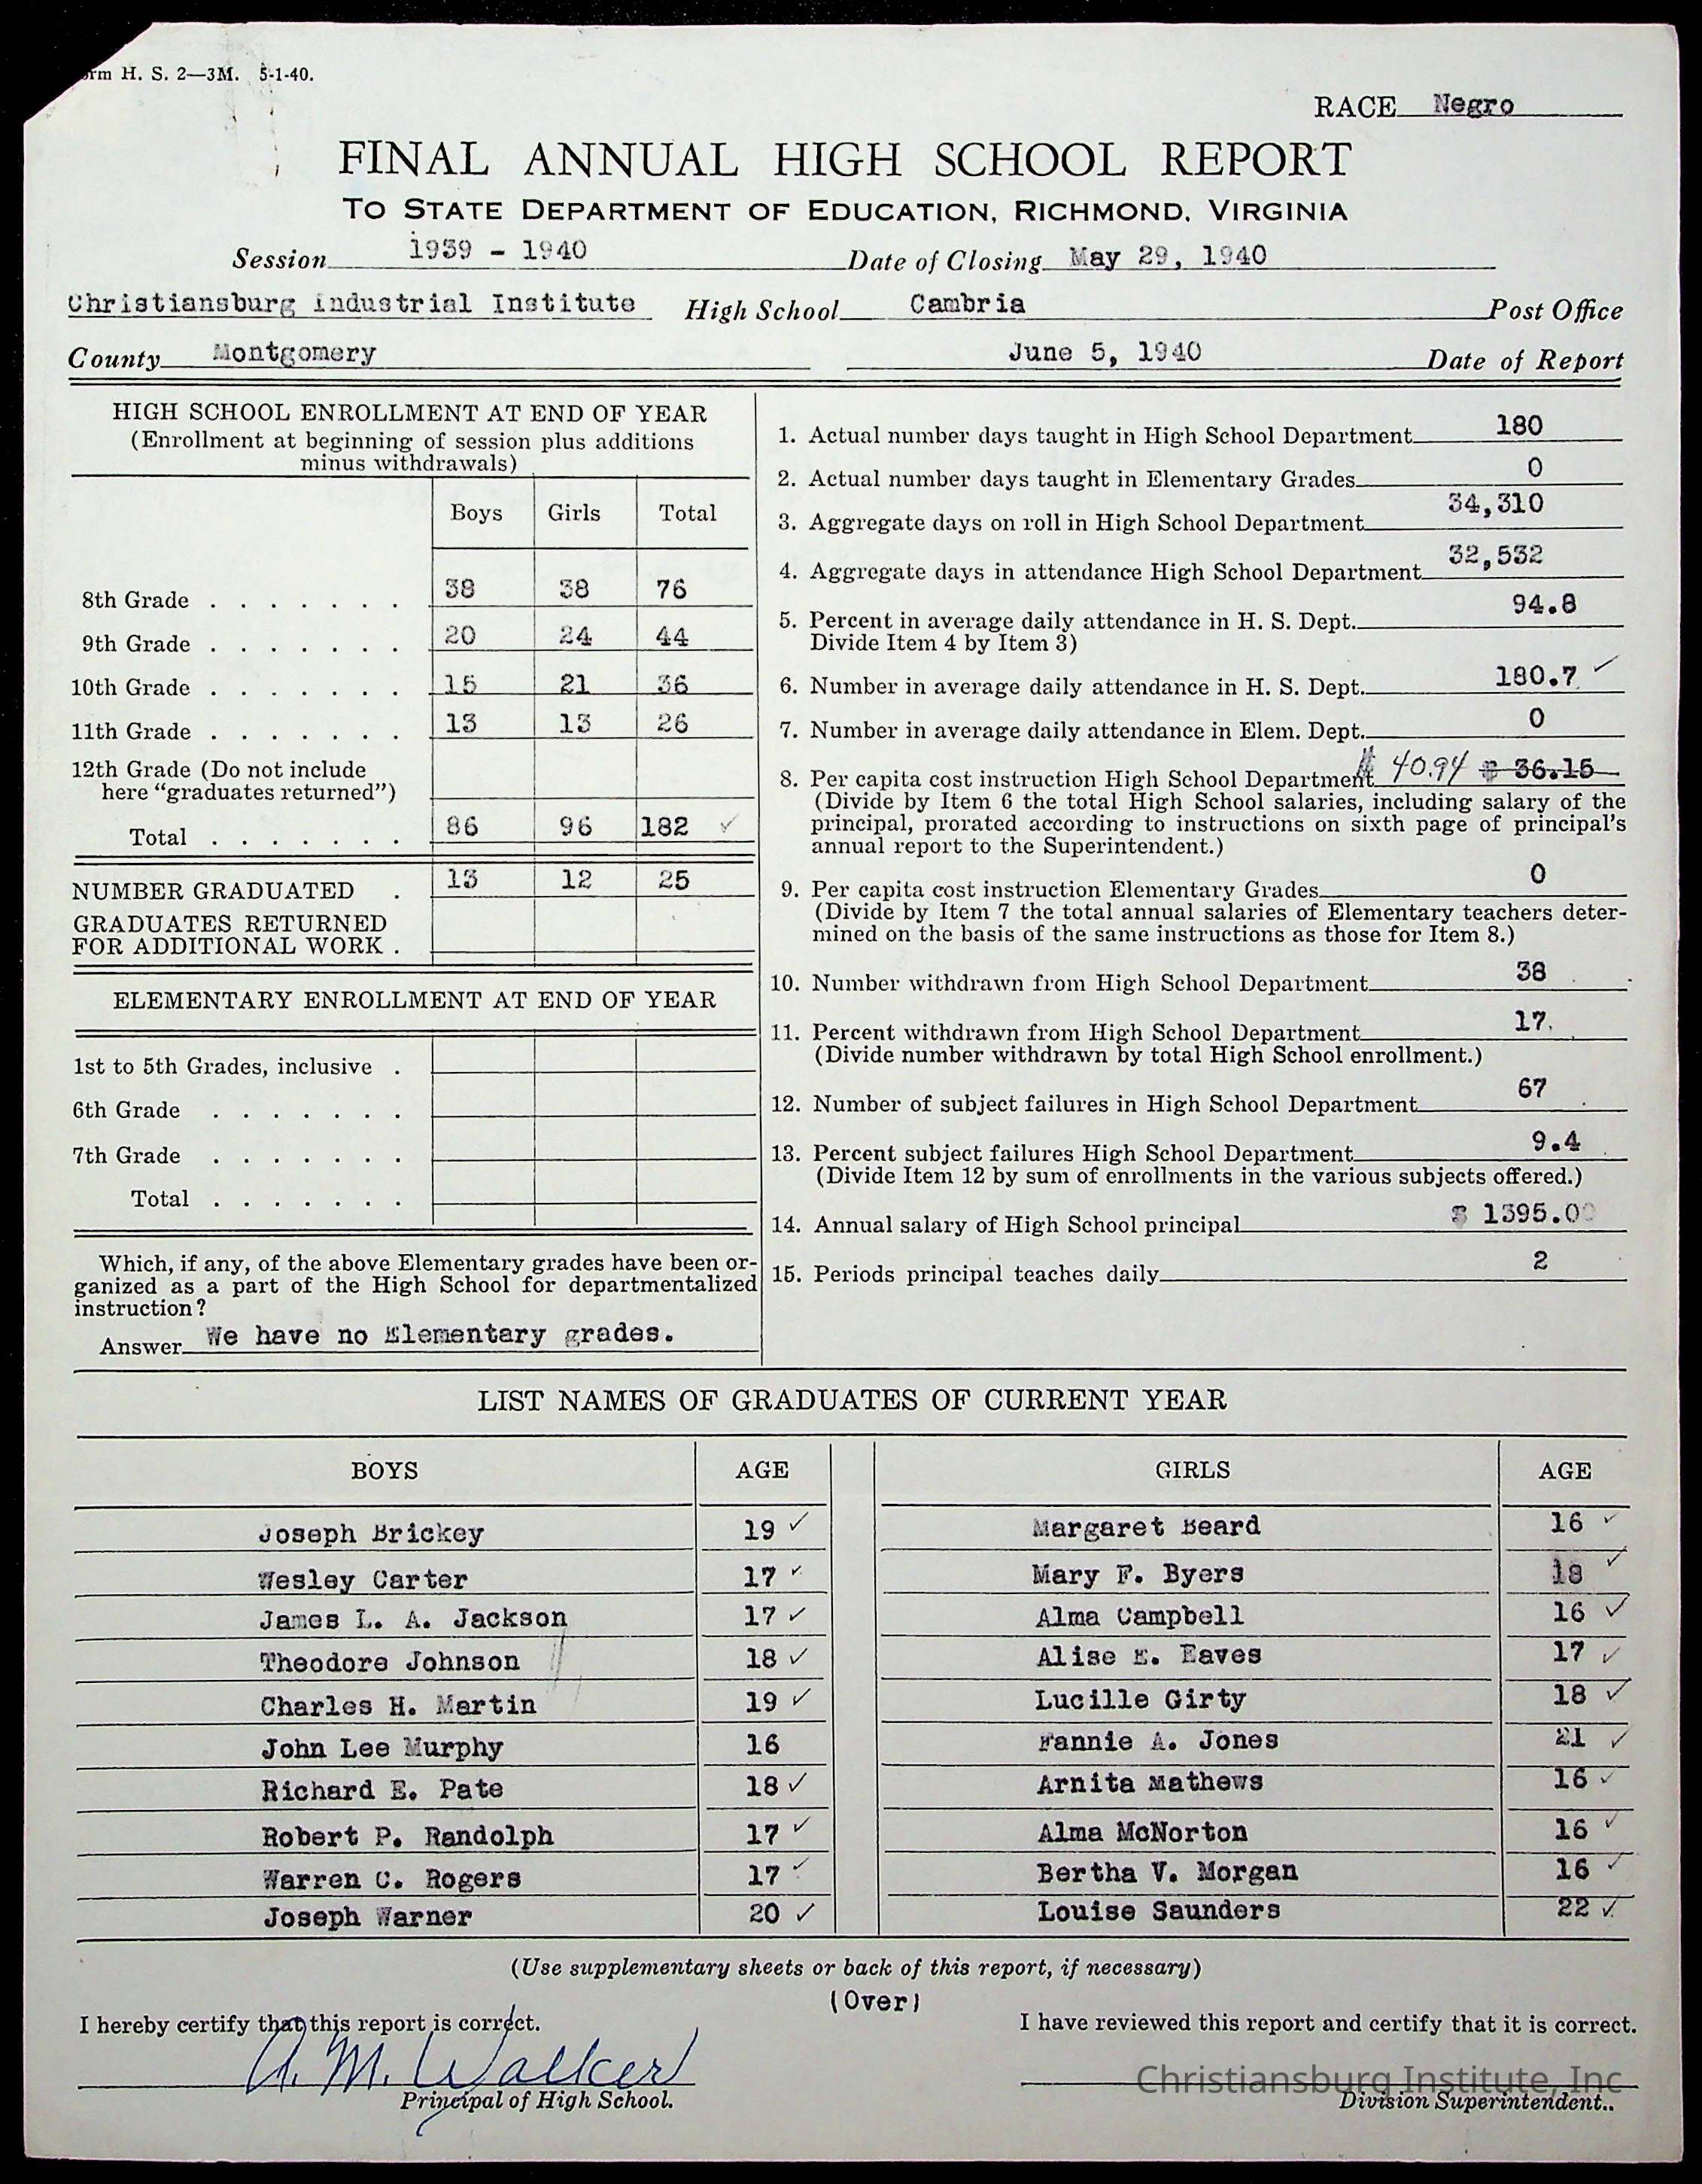 rm H. S. 2—3M. 5-1-40.
RACE Negro
FINAL ANNUAL HIGH SCHOOL REPORT
TO STATE DEPARTMENT OF EDUCATION, RICHMOND, VIRGINIA
Session 1939 - 1940 Date of Closing May 29, 1940
Christiansburg Industrial Institute High School Cambria Post Office
County Montgomery June 5, 1940 Date of Report
HIGH SCHOOL ENROLLMENT AT END OF YEAR
(Enrollment at beginning of session plus additions
minus withdrawals)
Boys Girls Total
8th Grade . . . . . . . 38 38 76
9th Grade . . . . . . . 20 24 44
10th Grade . . . . . . . 15 21 36
11th Grade . . . . . . . 13 13 26
12th Grade (Do not include
here "graduates returned")
Total . . . . . . . 86 96 182 ✓
NUMBER GRADUATED . 13 12 25
GRADUATES RETURNED
FOR ADDITIONAL WORK .
ELEMENTARY ENROLLMENT AT END OF YEAR
1st to 5th Grades, inclusive .
6th Grade . . . . . . .
7th Grade . . . . . . .
Total . . . . . . .
Which, if any, of the above Elementary grades have been or-
ganized as a part of the High School for departmentalized
instruction?
Answer We have no Elementary grades.
1. Actual number days taught in High School Department 180
2. Actual number days taught in Elementary Grades 0
3. Aggregate days on roll in High School Department 34,310
4. Aggregate days in attendance High School Department 32,532
5. Percent in average daily attendance in H. S. Dept. 94.8
Divide Item 4 by Item 3)
6. Number in average daily attendance in H. S. Dept. 180.7 ✓
7. Number in average daily attendance in Elem. Dept. 0
8. Per capita cost instruction High School Department $ 40.94 $ 36.15
(Divide by Item 6 the total High School salaries, including salary of the
principal, prorated according to instructions on sixth page of principal's
annual report to the Superintendent.)
9. Per capita cost instruction Elementary Grades 0
(Divide by Item 7 the total annual salaries of Elementary teachers deter-
mined on the basis of the same instructions as those for Item 8.)
10. Number withdrawn from High School Department 38
11. Percent withdrawn from High School Department 17.
(Divide number withdrawn by total High School enrollment.)
12. Number of subject failures in High School Department 67
13. Percent subject failures High School Department 9.4
(Divide Item 12 by sum of enrollments in the various subjects offered.)
14. Annual salary of High School principal $ 1395.00
15. Periods principal teaches daily 2
LIST NAMES OF GRADUATES OF CURRENT YEAR
BOYS AGE GIRLS AGE
Joseph Brickey 19 ✓ Margaret Beard 16 ✓
Wesley Carter 17 ✓ Mary F. Byers 18 ✓
James L. A. Jackson 17 ✓ Alma Campbell 16 ✓
Theodore Johnson 18 ✓ Alise E. Eaves 17 ✓
Charles H. Martin 19 ✓ Lucille Girty 18 ✓
John Lee Murphy 16 Fannie A. Jones 21 ✓
Richard E. Pate 18 ✓ Arnita Mathews 16 ✓
Robert P. Randolph 17 ✓ Alma McNorton 16 ✓
Warren C. Rogers 17 ✓ Bertha V. Morgan 16 ✓
Joseph Warner 20 ✓ Louise Saunders 22 ✓
(Use supplementary sheets or back of this report, if necessary)
(Over)
I hereby certify that this report is correct. I have reviewed this report and certify that it is correct.
A. M. Walker Christiansburg Institute, Inc
Principal of High School. Division Superintendent..